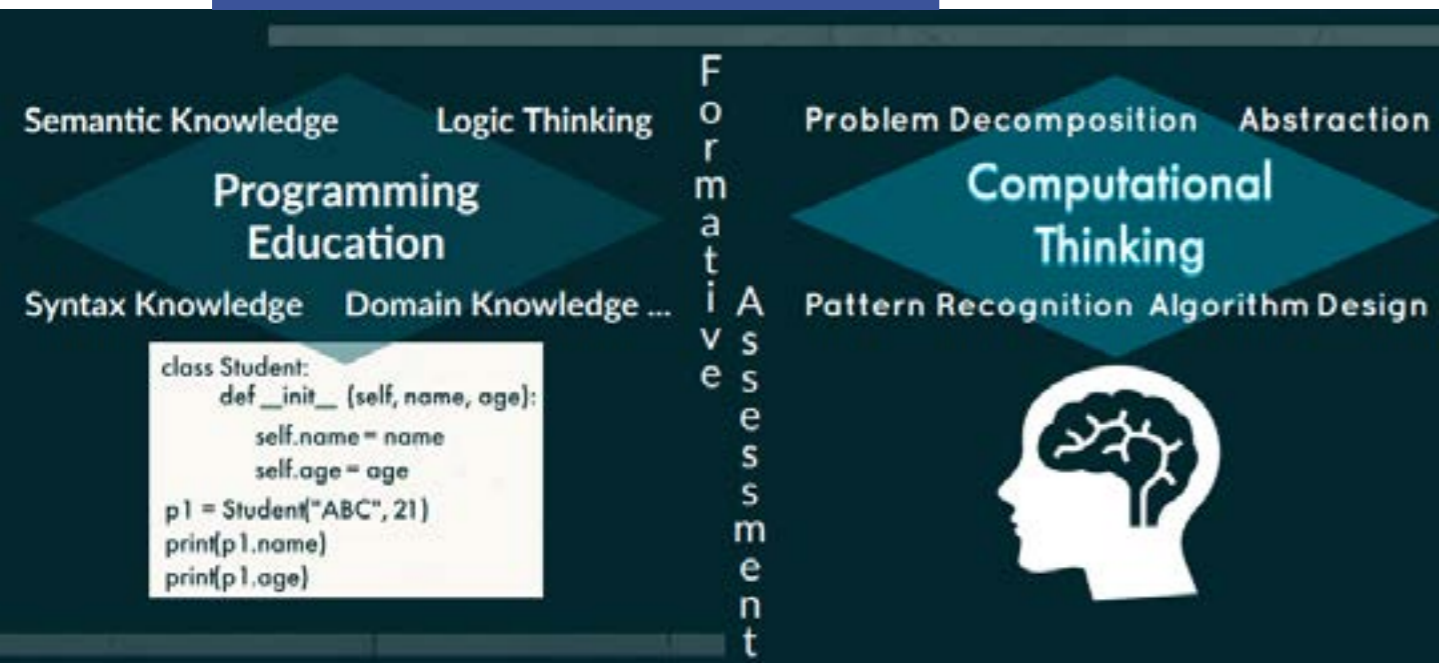 Semantic Knowledge Logic Thinking
Programming
Education
Syntax Knowledge Domain Knowledge ...
class Student:
def __init__ (self, name, age):
self.name = name
self.age = age
p1 = Student("ABC", 21)
print(p1.name)
print(p1.age)
Formative
Assessment
Problem Decomposition Abstraction
Computational
Thinking
Pattern Recognition Algorithm Design